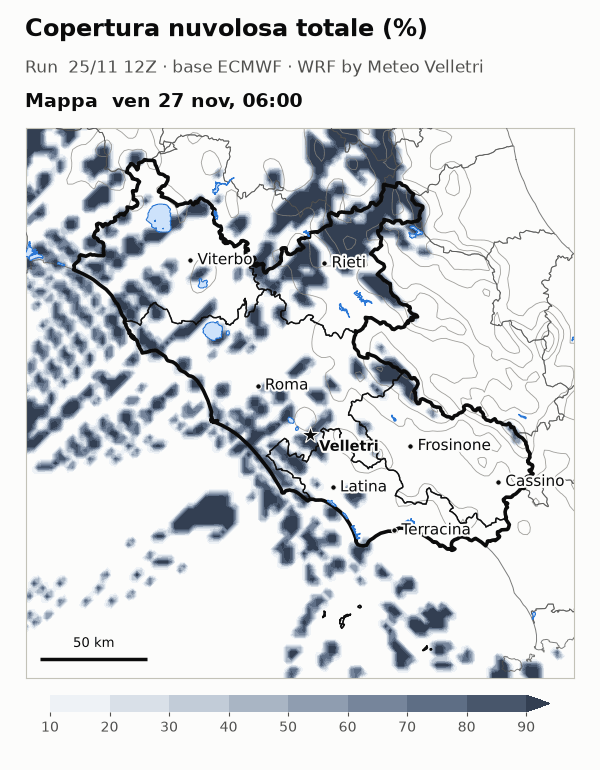 Copertura nuvolosa totale (%)
Run 25/11 12Z · base ECMWF · WRF by Meteo Velletri
Mappa ven 27 nov, 06:00
Viterbo
Rieti
Roma
Velletri
Frosinone
Latina
Cassino
Terracina
50 km
10 20 30 40 50 60 70 80 90